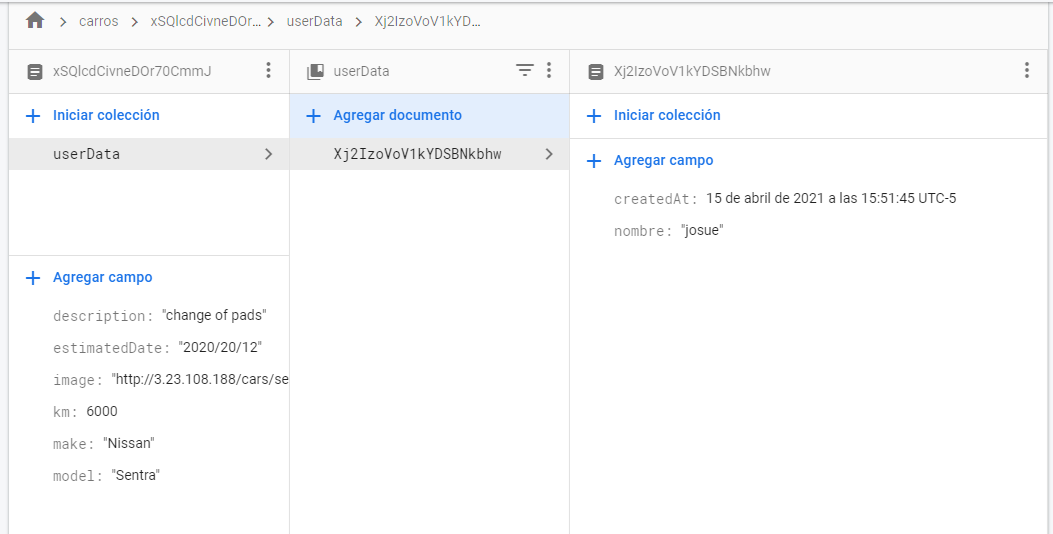 carros
xSQlcdCivneDOr...
userData
Xj2IzoVoV1kYD...
xSQlcdCivneDOr70CmmJ
Iniciar colección
userData
Agregar campo
description: "change of pads"
estimatedDate: "2020/20/12"
image: "http://3.23.108.188/cars/se
km: 6000
make: "Nissan"
model: "Sentra"
userData
Agregar documento
Xj2IzoVoV1kYDSBNkbhw
Xj2IzoVoV1kYDSBNkbhw
Iniciar colección
Agregar campo
createdAt: 15 de abril de 2021 a las 15:51:45 UTC-5
nombre: "josue"